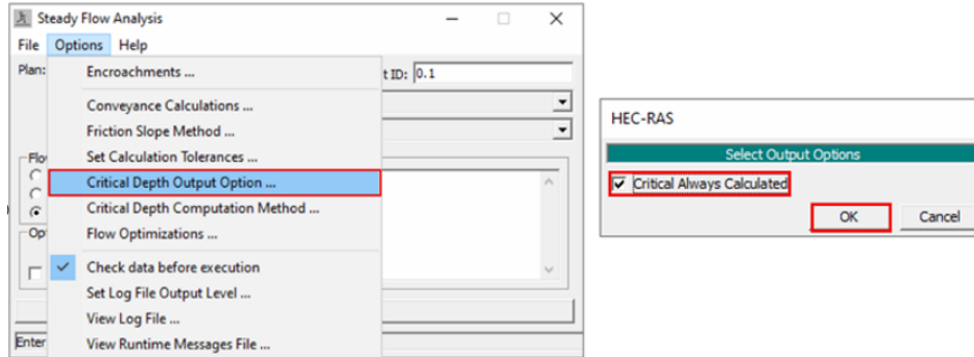 Steady Flow Analysis
File Options Help
Plan:
t ID: 0.1
Encroachments ...
Conveyance Calculations ...
Friction Slope Method ...
Set Calculation Tolerances ...
Critical Depth Output Option ...
Critical Depth Computation Method ...
Flow Optimizations ...
Check data before execution
Set Log File Output Level ...
View Log File ...
View Runtime Messages File ...
Flo
Op
Enter
HEC-RAS
Select Output Options
Critical Always Calculated
OK Cancel